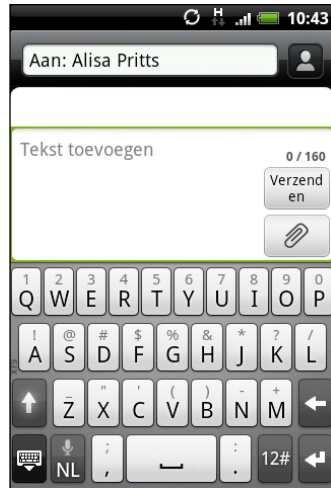 H 10:43
Aan: Alisa Pritts
Tekst toevoegen
0 / 160
Verzend
en
1 2 3 4 5 6 7 8 9 0
Q W E R T Y U I O P
! @ # $ % & * ? /
A S D F G H J K L
_ " ' ( ) - +
Z X C V B N M
; :
NL , . 12#